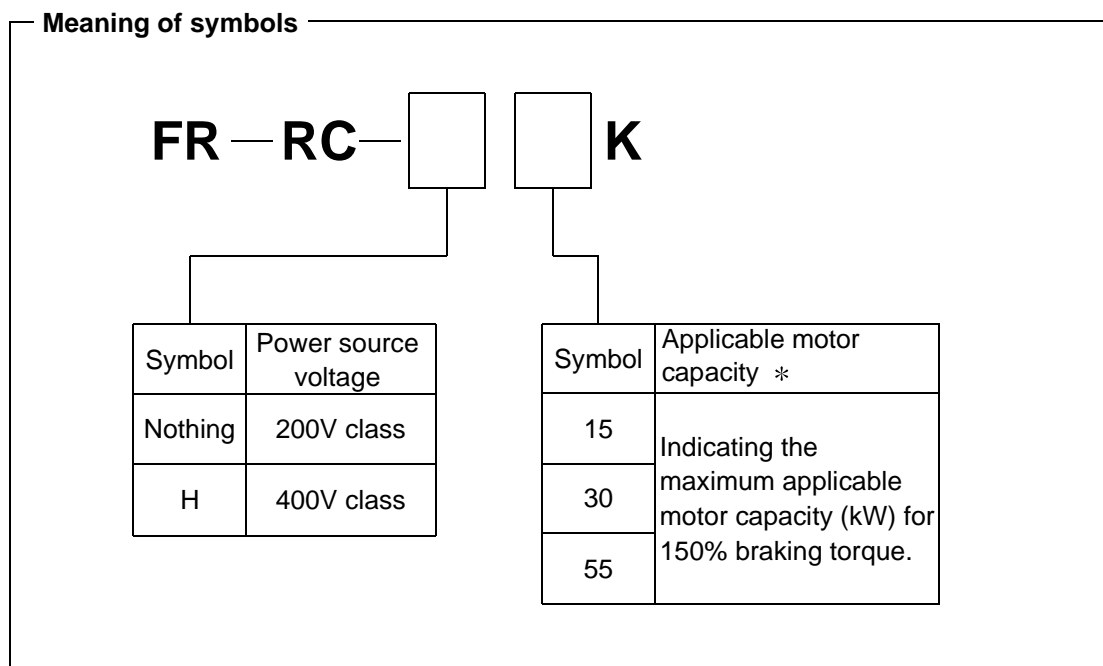 Meaning of symbols
FR — RC — K
Symbol
Power source
voltage
Nothing
200V class
H
400V class
Symbol
Applicable motor
capacity *
15
30
55
Indicating the
maximum applicable
motor capacity (kW) for
150% braking torque.